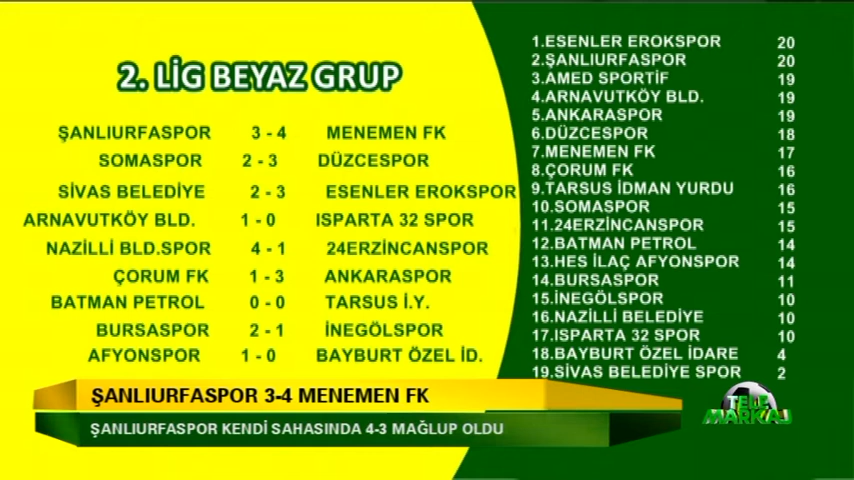 2. LİG BEYAZ GRUP
ŞANLIURFASPOR 3 - 4 MENEMEN FK
SOMASPOR 2 - 3 DÜZCESPOR
SİVAS BELEDİYE 2 - 3 ESENLER EROKSPOR
ARNAVUTKÖY BLD. 1 - 0 ISPARTA 32 SPOR
NAZİLLİ BLD.SPOR 4 - 1 24ERZİNCANSPOR
ÇORUM FK 1 - 3 ANKARASPOR
BATMAN PETROL 0 - 0 TARSUS İ.Y.
BURSASPOR 2 - 1 İNEGÖLSPOR
AFYONSPOR 1 - 0 BAYBURT ÖZEL İD.
1.ESENLER EROKSPOR 20
2.ŞANLIURFASPOR 20
3.AMED SPORTİF 19
4.ARNAVUTKÖY BLD. 19
5.ANKARASPOR 19
6.DÜZCESPOR 18
7.MENEMEN FK 17
8.ÇORUM FK 16
9.TARSUS İDMAN YURDU 16
10.SOMASPOR 15
11.24ERZİNCANSPOR 15
12.BATMAN PETROL 14
13.HES İLAÇ AFYONSPOR 14
14.BURSASPOR 11
15.İNEGÖLSPOR 10
16.NAZİLLİ BELEDİYE 10
17.ISPARTA 32 SPOR 10
18.BAYBURT ÖZEL İDARE 4
19.SİVAS BELEDİYE SPOR 2
ŞANLIURFASPOR 3-4 MENEMEN FK
ŞANLIURFASPOR KENDİ SAHASINDA 4-3 MAĞLUP OLDU
TELE
MARKAJ